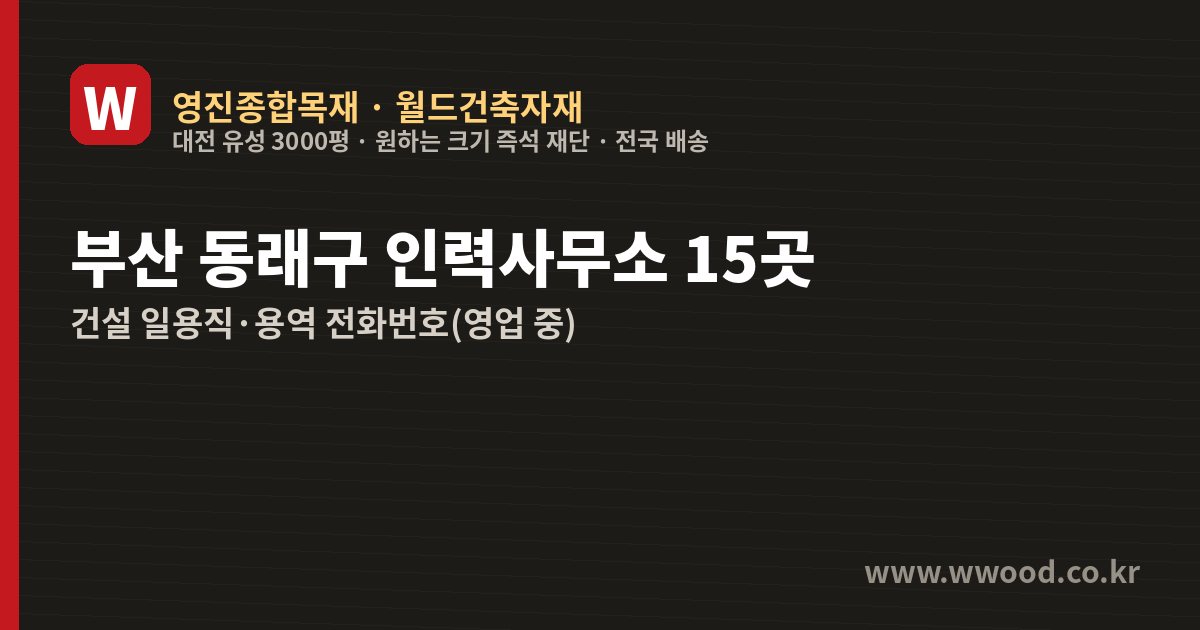 W
영진종합목재 · 월드건축자재
대전 유성 3000평 · 원하는 크기 즉석 재단 · 전국 배송
부산 동래구 인력사무소 15곳
건설 일용직·용역 전화번호(영업 중)
www.wwood.co.kr